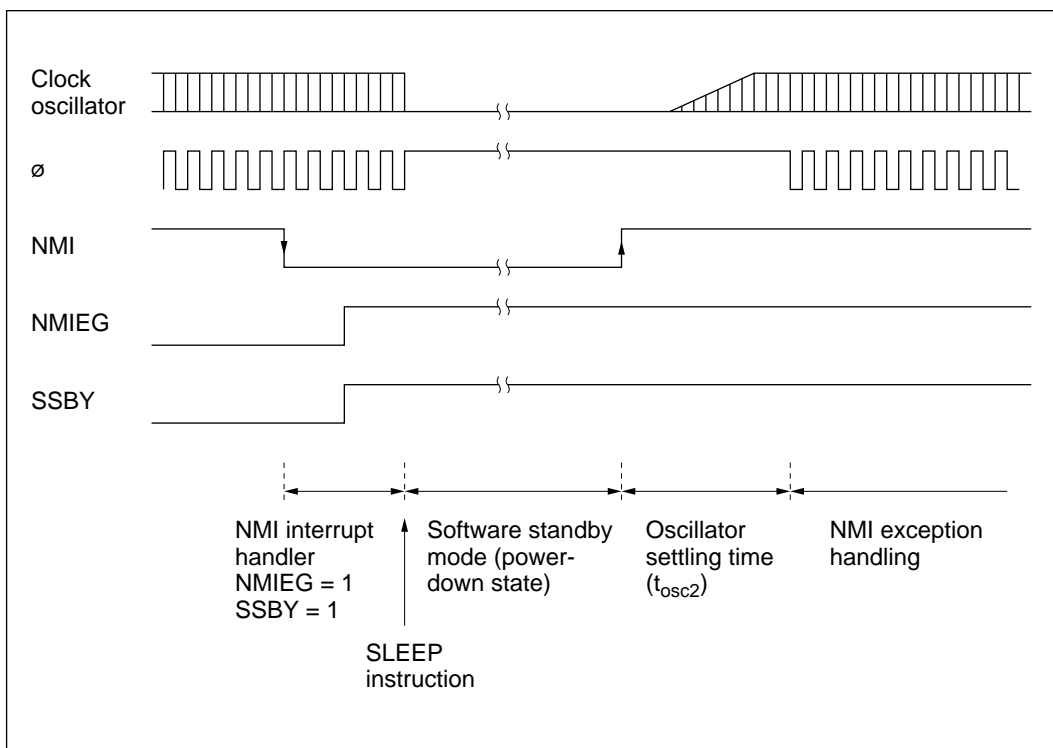 Clock
oscillator
ø
NMI
NMIEG
SSBY
NMI interrupt
handler
NMIEG = 1
SSBY = 1
Software standby
mode (power-
down state)
Oscillator
settling time
(tosc2)
NMI exception
handling
SLEEP
instruction